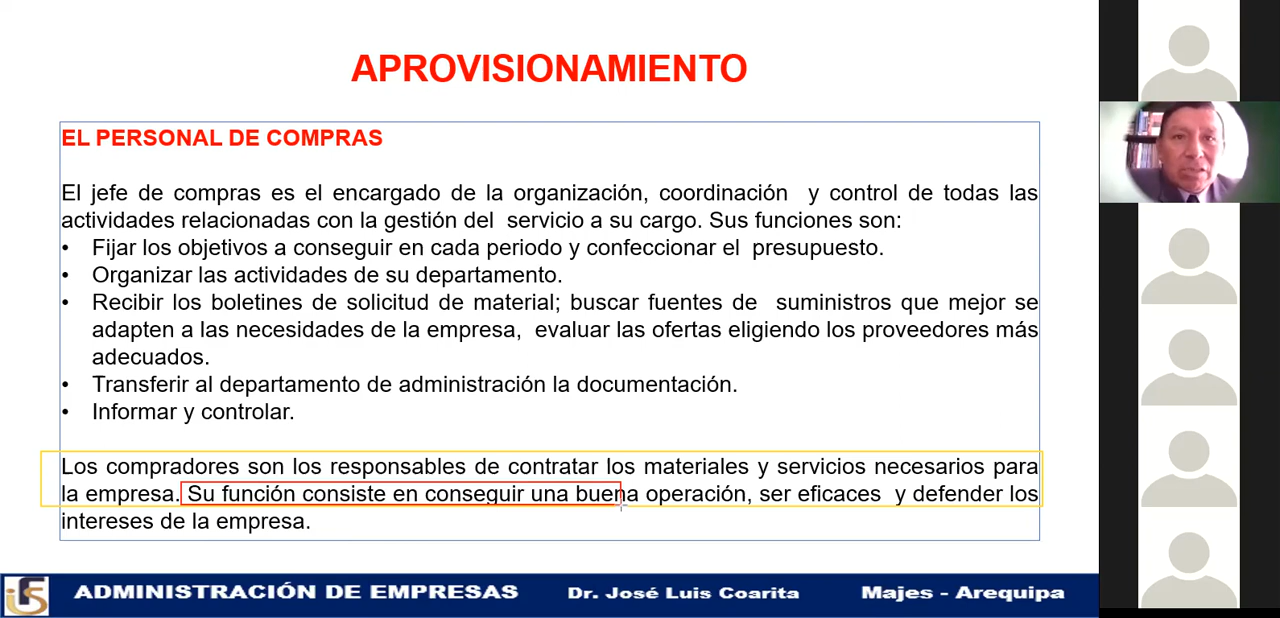 APROVISIONAMIENTO
EL PERSONAL DE COMPRAS
El jefe de compras es el encargado de la organización, coordinación y control de todas las
actividades relacionadas con la gestión del servicio a su cargo. Sus funciones son:
• Fijar los objetivos a conseguir en cada periodo y confeccionar el presupuesto.
• Organizar las actividades de su departamento.
• Recibir los boletines de solicitud de material; buscar fuentes de suministros que mejor se
adapten a las necesidades de la empresa, evaluar las ofertas eligiendo los proveedores más
adecuados.
• Transferir al departamento de administración la documentación.
• Informar y controlar.
Los compradores son los responsables de contratar los materiales y servicios necesarios para
la empresa. Su función consiste en conseguir una buena operación, ser eficaces y defender los
intereses de la empresa.
ADMINISTRACIÓN DE EMPRESAS Dr. José Luis Coarita Majes - Arequipa